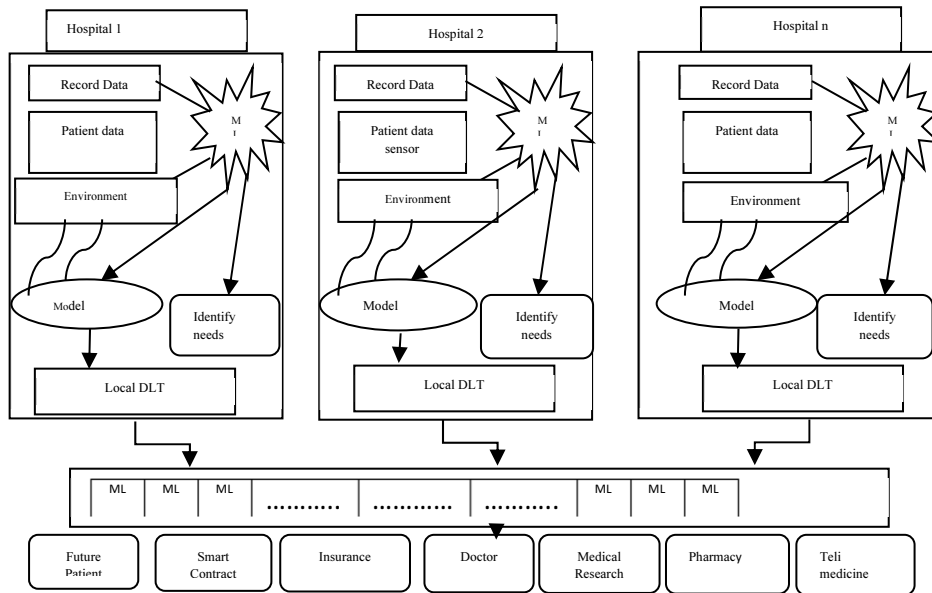 Hospital 1
Record Data
M
Patient data
Environment
Model
Identify
needs
Local DLT
Hospital 2
Record Data
M
Patient data
sensor
Environment
Model
Identify
needs
Local DLT
Hospital n
Record Data
M
Patient data
Environment
Model
Identify
needs
Local DLT
ML ML ML ........... ............ ........... ML ML ML
Future
Patient
Smart
Contract
Insurance
Doctor
Medical
Research
Pharmacy
Teli
medicine